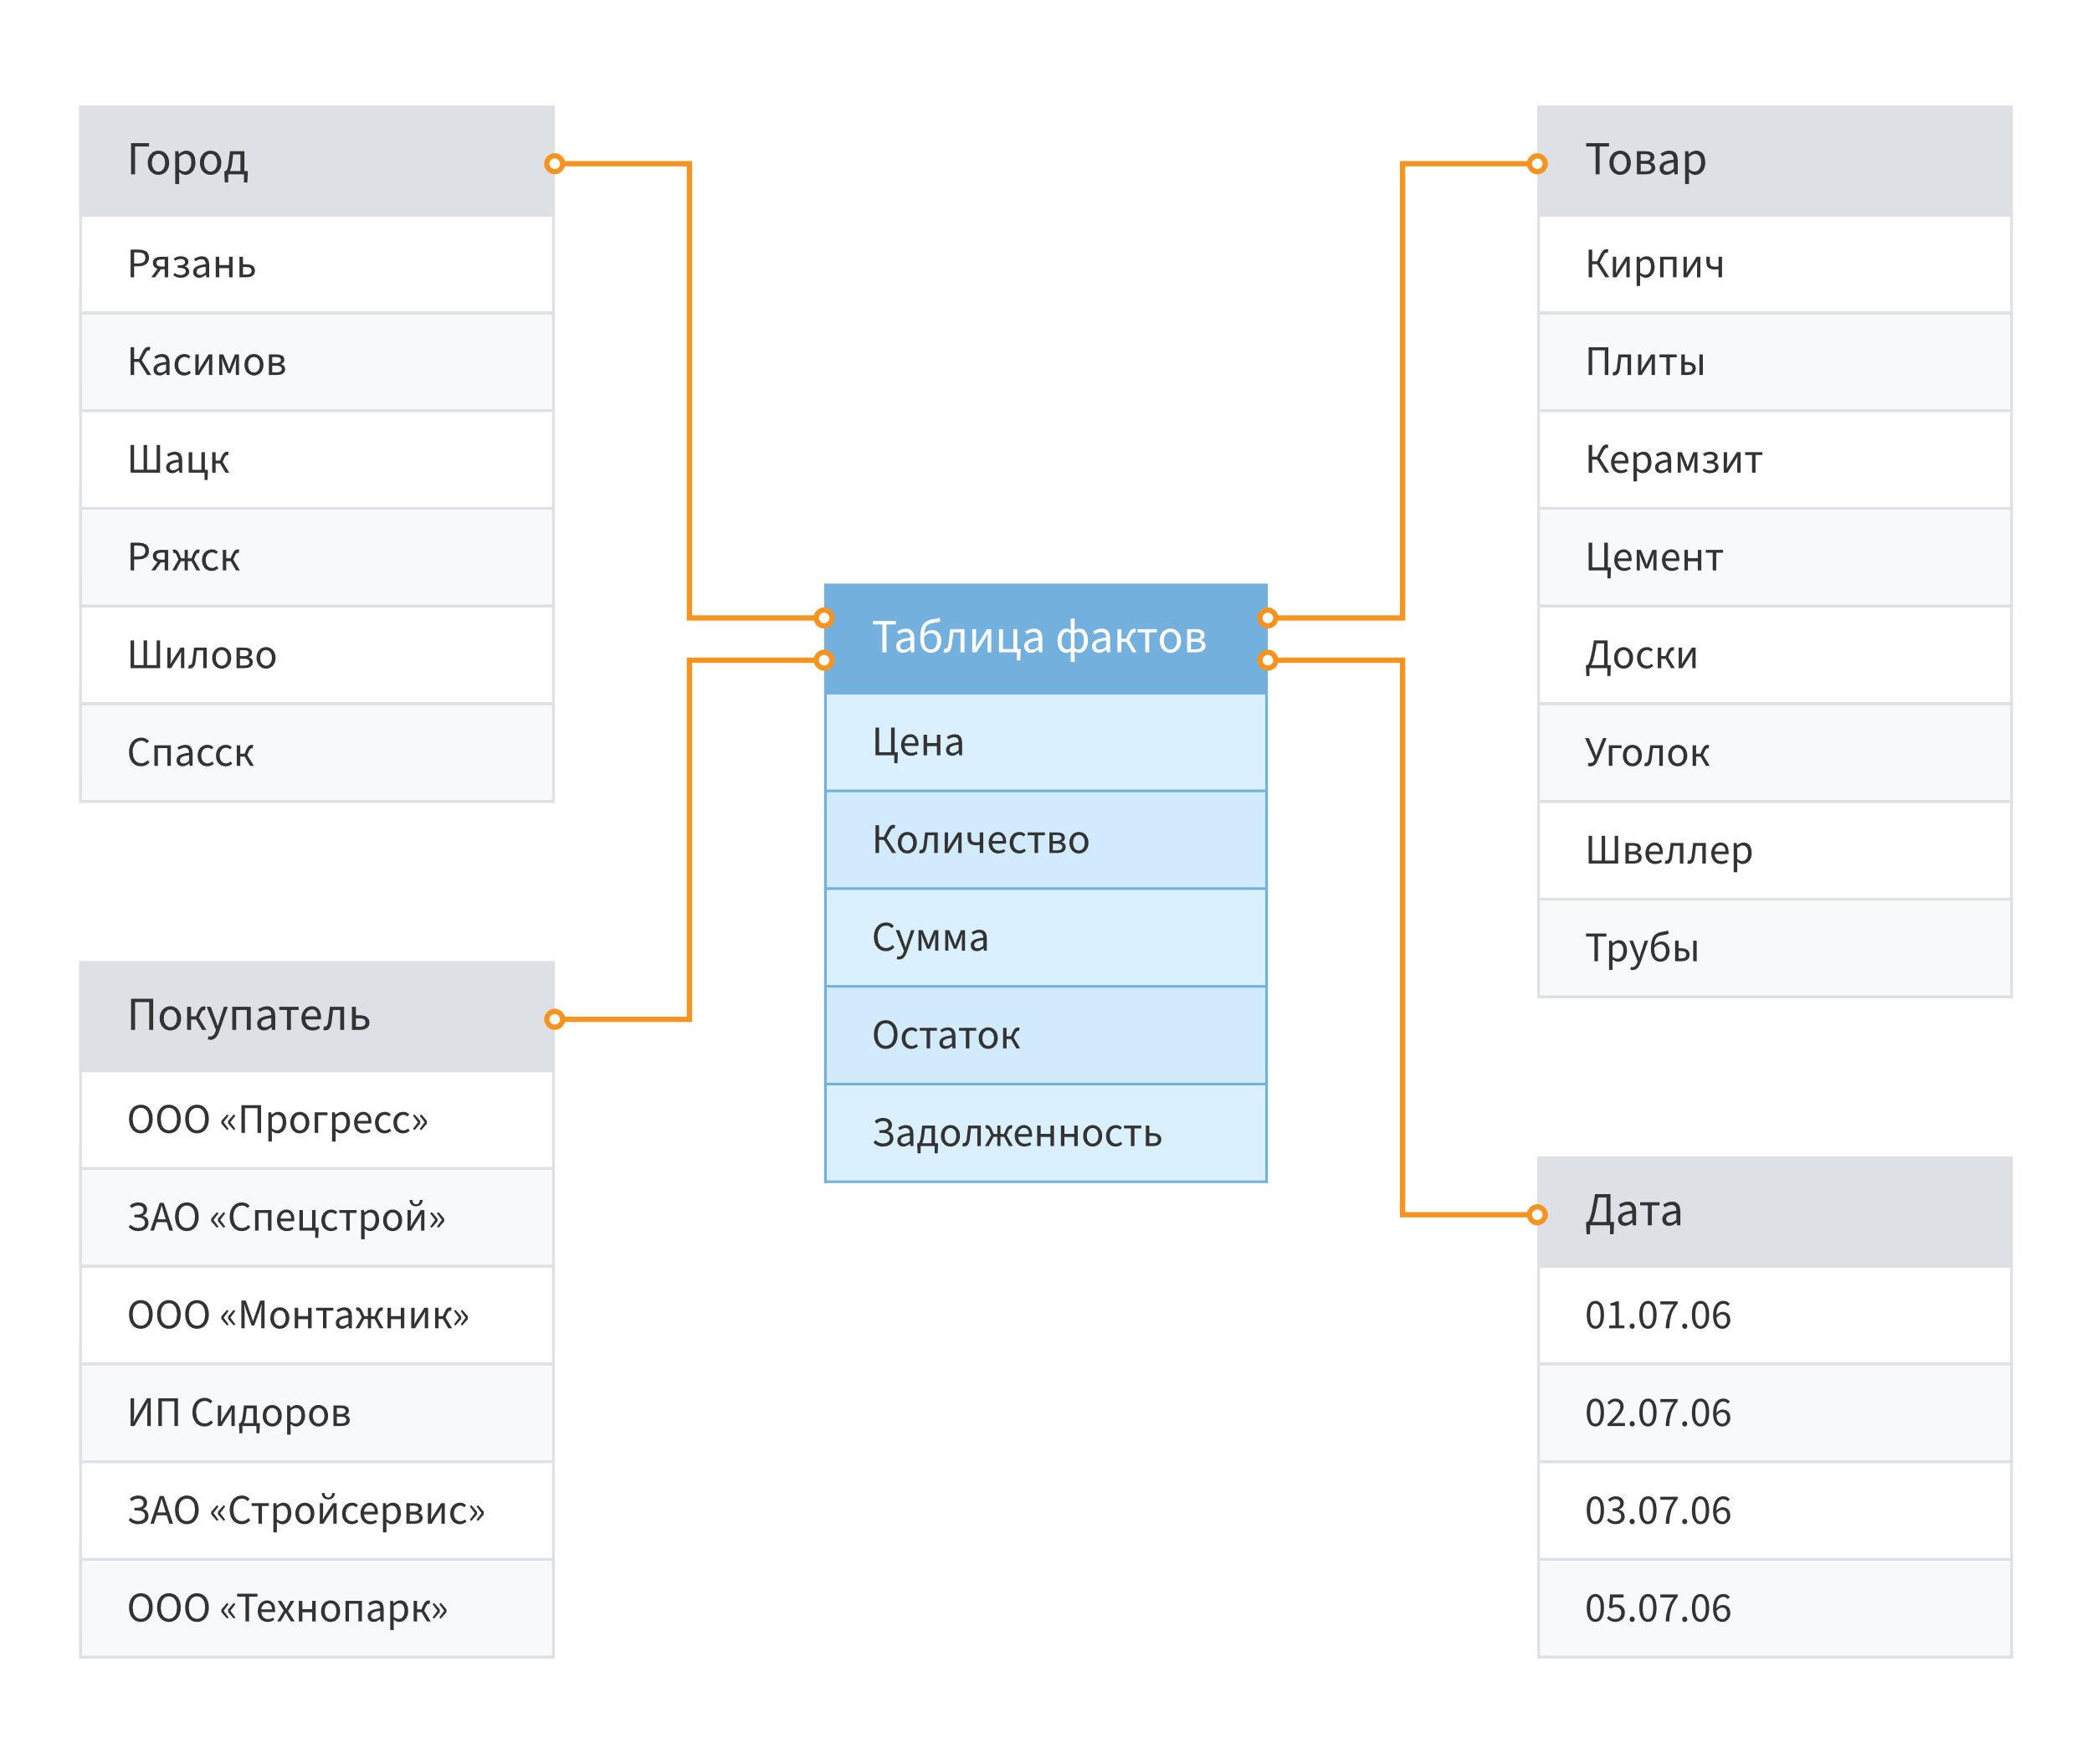 Город
Рязань
Касимов
Шацк
Ряжск
Шилово
Спасск
Покупатель
ООО «Прогресс»
ЗАО «Спецстрой»
ООО «Монтажник»
ИП Сидоров
ЗАО «Стройсервис»
ООО «Технопарк»
Таблица фактов
Цена
Количество
Сумма
Остаток
Задолженность
Товар
Кирпич
Плиты
Керамзит
Цемент
Доски
Уголок
Швеллер
Трубы
Дата
01.07.06
02.07.06
03.07.06
05.07.06